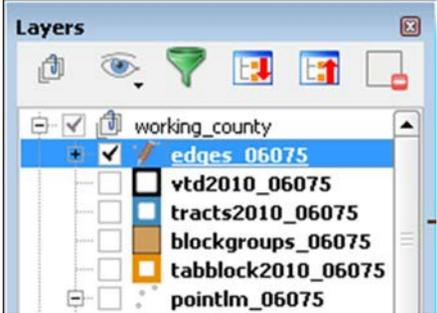 Layers
working_county
edges_06075
vtd2010_06075
tracts2010_06075
blockgroups_06075
tabblock2010_06075
pointlm_06075